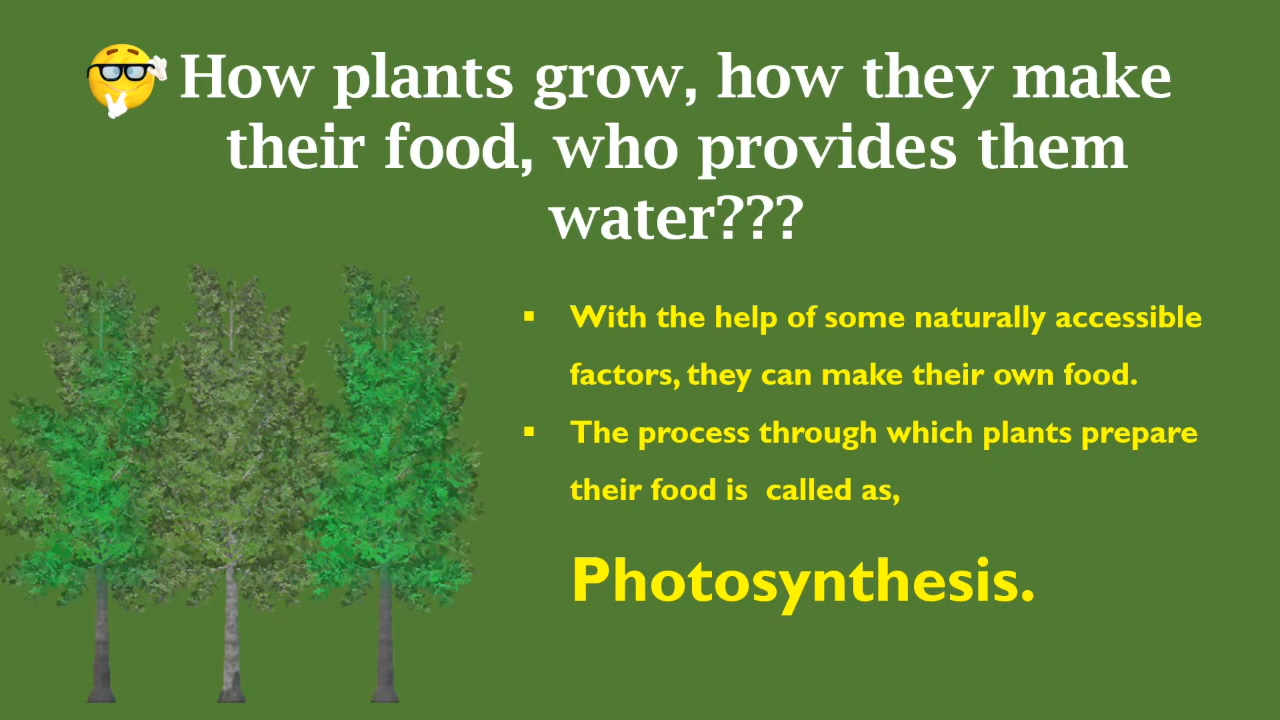 How plants grow, how they make
their food, who provides them
water???
▪ With the help of some naturally accessible
factors, they can make their own food.
▪ The process through which plants prepare
their food is  called as,
Photosynthesis.